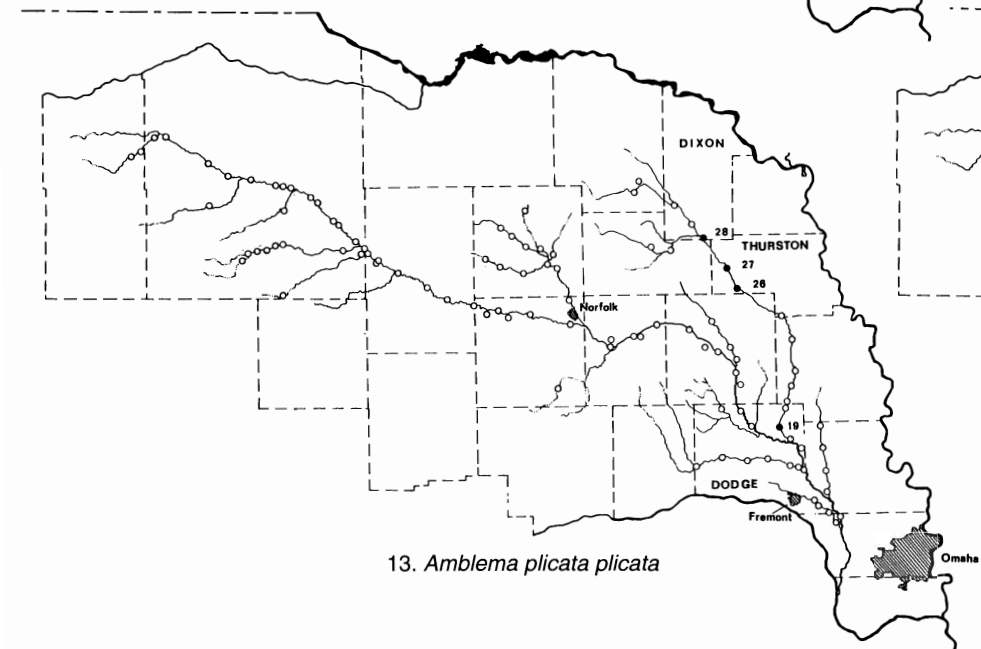 DIXON
28
THURSTON
27
26
Norfolk
19
DODGE
Fremont
13. Amblema plicata plicata
Omaha